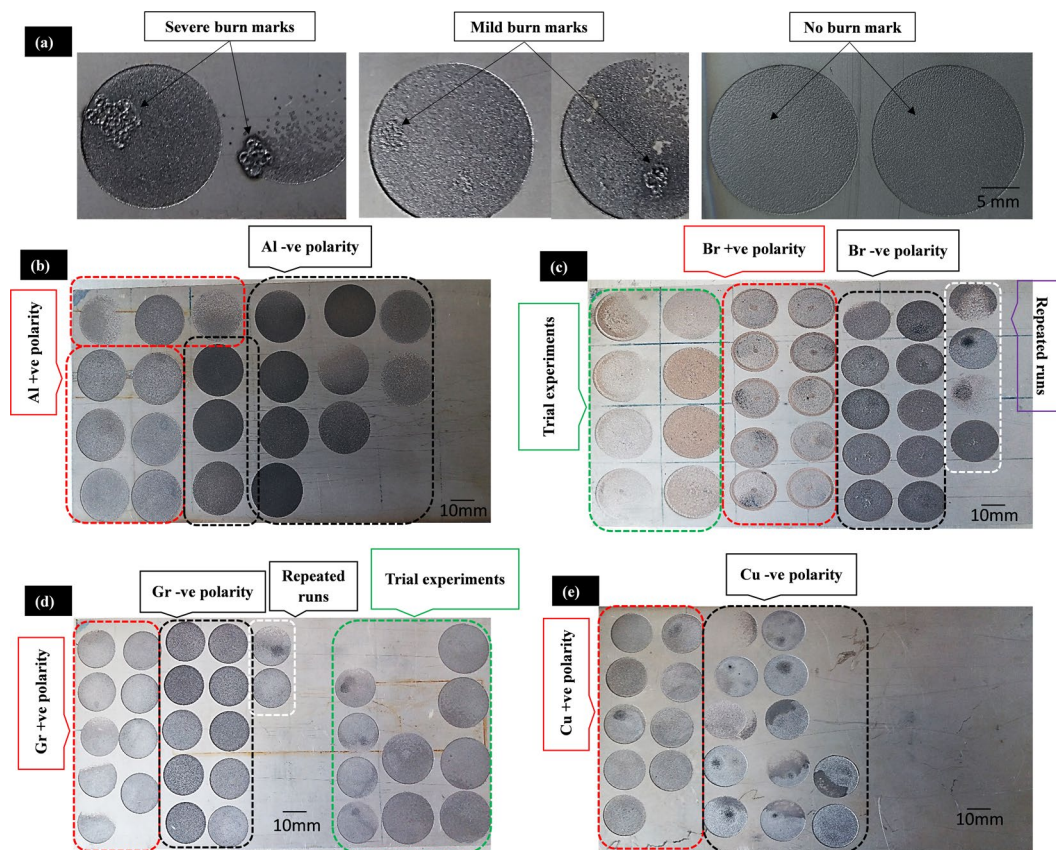 (a)
Severe burn marks
Mild burn marks
No burn mark
5 mm
(b)
Al -ve polarity
Al +ve polarity
10mm
(c)
Br +ve polarity
Br -ve polarity
Trial experiments
Repeated runs
10mm
(d)
Gr -ve polarity
Repeated
runs
Trial experiments
Gr +ve polarity
10mm
(e)
Cu -ve polarity
Cu +ve polarity
10mm